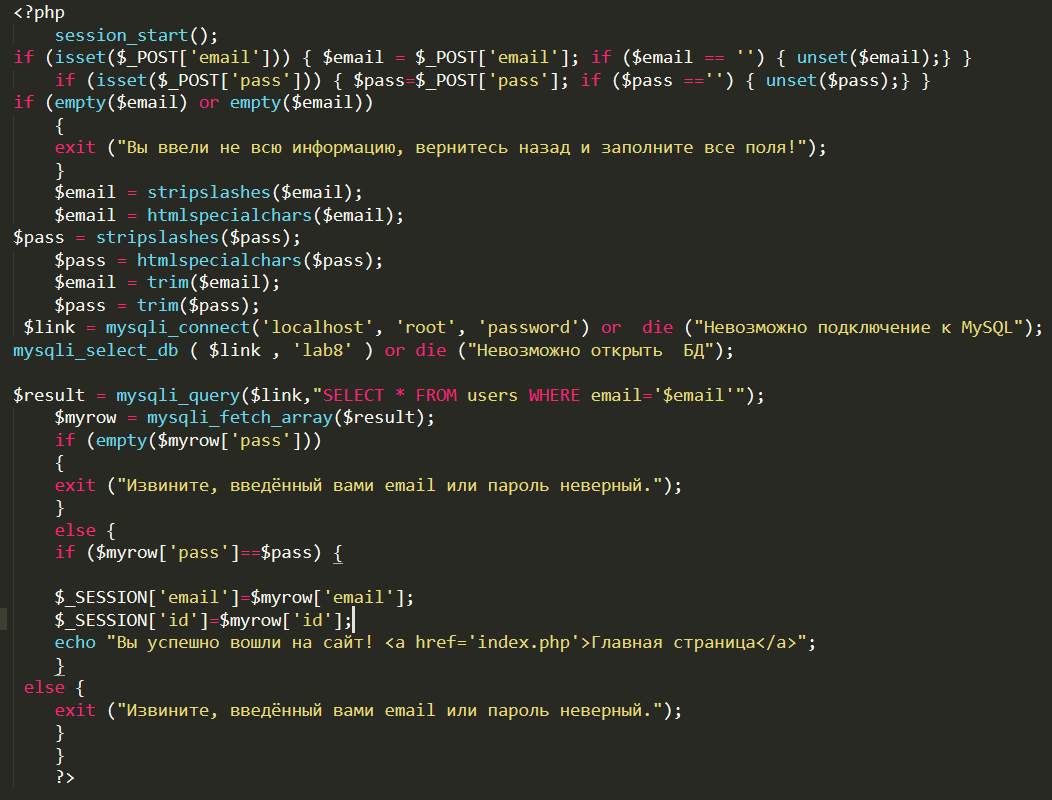 <?php
session_start();
if (isset($_POST['email'])) { $email = $_POST['email']; if ($email == '') { unset($email);} }
if (isset($_POST['pass'])) { $pass=$_POST['pass']; if ($pass =='') { unset($pass);} }
if (empty($email) or empty($email))
{
exit ("Вы ввели не всю информацию, вернитесь назад и заполните все поля!");
}
$email = stripslashes($email);
$email = htmlspecialchars($email);
$pass = stripslashes($pass);
$pass = htmlspecialchars($pass);
$email = trim($email);
$pass = trim($pass);
$link = mysqli_connect('localhost', 'root', 'password') or  die ("Невозможно подключение к MySQL");
mysqli_select_db ( $link , 'lab8' ) or die ("Невозможно открыть  БД");
$result = mysqli_query($link,"SELECT * FROM users WHERE email='$email'");
$myrow = mysqli_fetch_array($result);
if (empty($myrow['pass']))
{
exit ("Извините, введённый вами email или пароль неверный.");
}
else {
if ($myrow['pass']==$pass) {
$_SESSION['email']=$myrow['email'];
$_SESSION['id']=$myrow['id'];
echo "Вы успешно вошли на сайт! <a href='index.php'>Главная страница</a>";
}
else {
exit ("Извините, введённый вами email или пароль неверный.");
}
}
?>